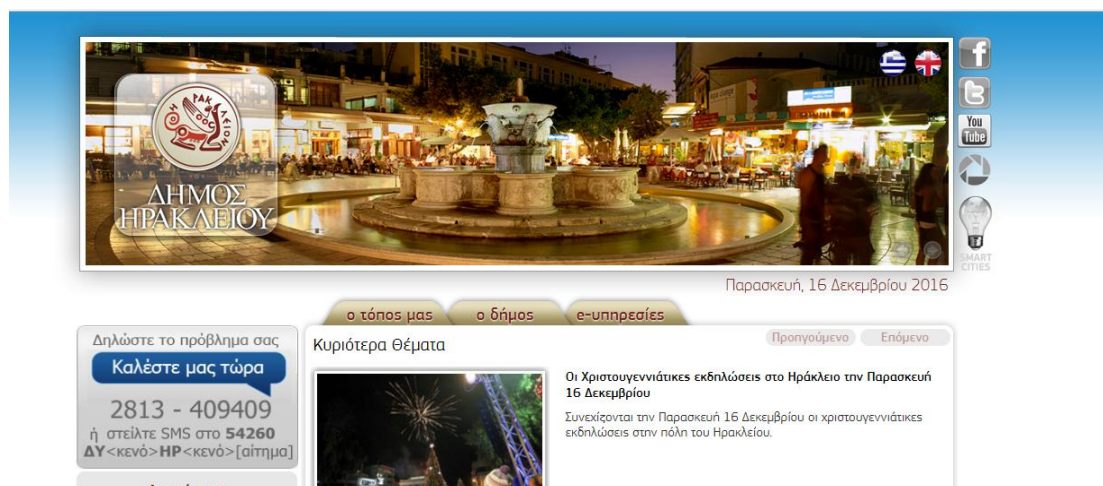 ΗΡΑΚΛΕΙΟΝ
ΔΗΜΟΣ
ΗΡΑΚΛΕΙΟΥ
f
t
You
Tube
SMART
CITIES
Παρασκευή, 16 Δεκεμβρίου 2016
ο τόπος μας
ο δήμος
e-υπηρεσίες
Δηλώστε το πρόβλημα σας
Καλέστε μας τώρα
2813 - 409409
ή στείλτε SMS στο 54260
ΔΥ<κενό>ΗΡ<κενό>[αίτημα]
Κυριότερα Θέματα
Προηγούμενο
Επόμενο
Οι Χριστουγεννιάτικες εκδηλώσεις στο Ηράκλειο την Παρασκευή
16 Δεκεμβρίου
Συνεχίζονται την Παρασκευή 16 Δεκεμβρίου οι χριστουγεννιάτικες
εκδηλώσεις στην πόλη του Ηρακλείου.